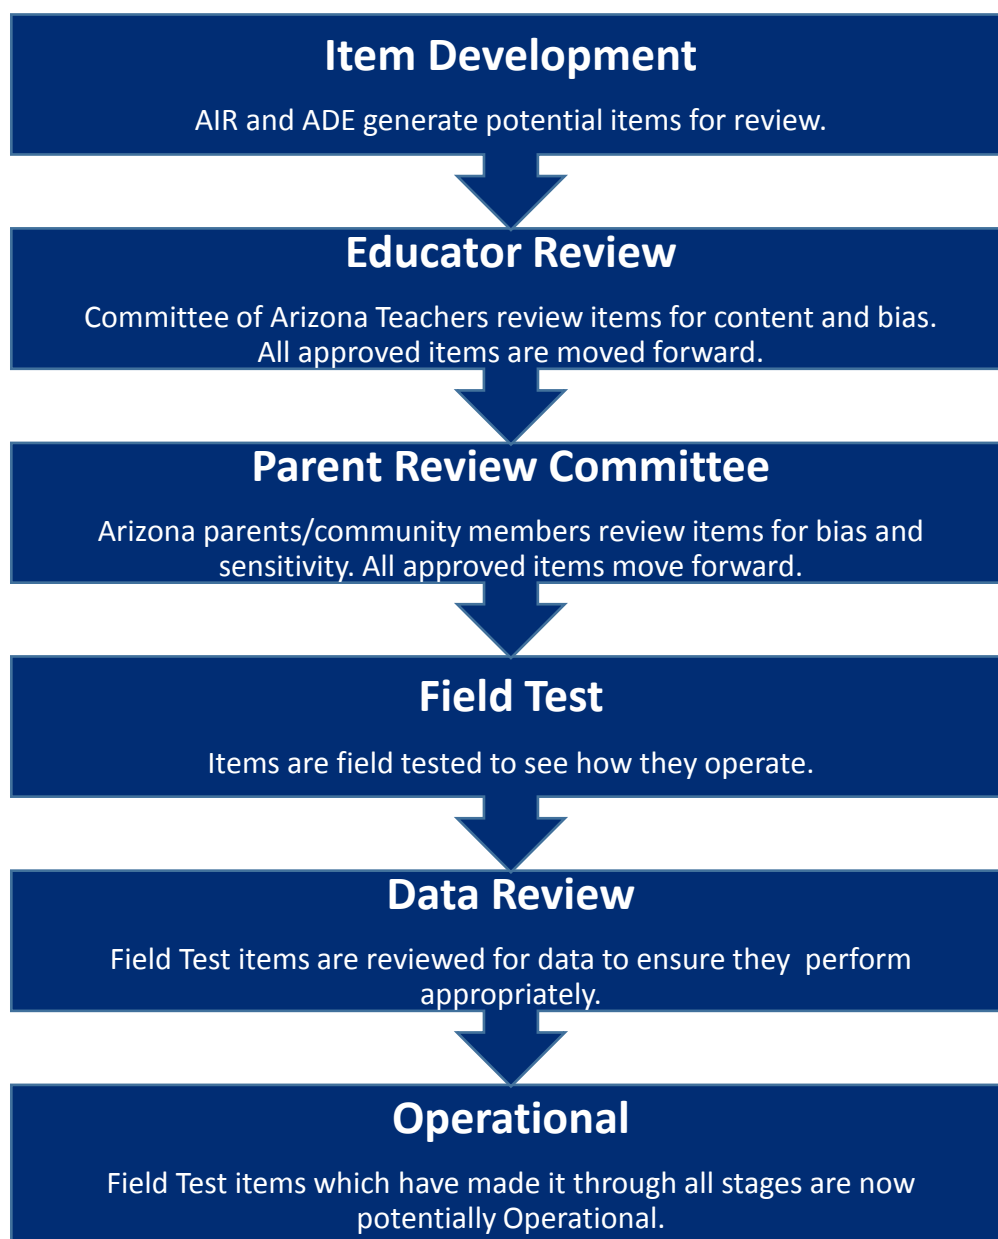 Item Development
AIR and ADE generate potential items for review.
Educator Review
Committee of Arizona Teachers review items for content and bias.
All approved items are moved forward.
Parent Review Committee
Arizona parents/community members review items for bias and
sensitivity. All approved items move forward.
Field Test
Items are field tested to see how they operate.
Data Review
Field Test items are reviewed for data to ensure they  perform
appropriately.
Operational
Field Test items which have made it through all stages are now
potentially Operational.